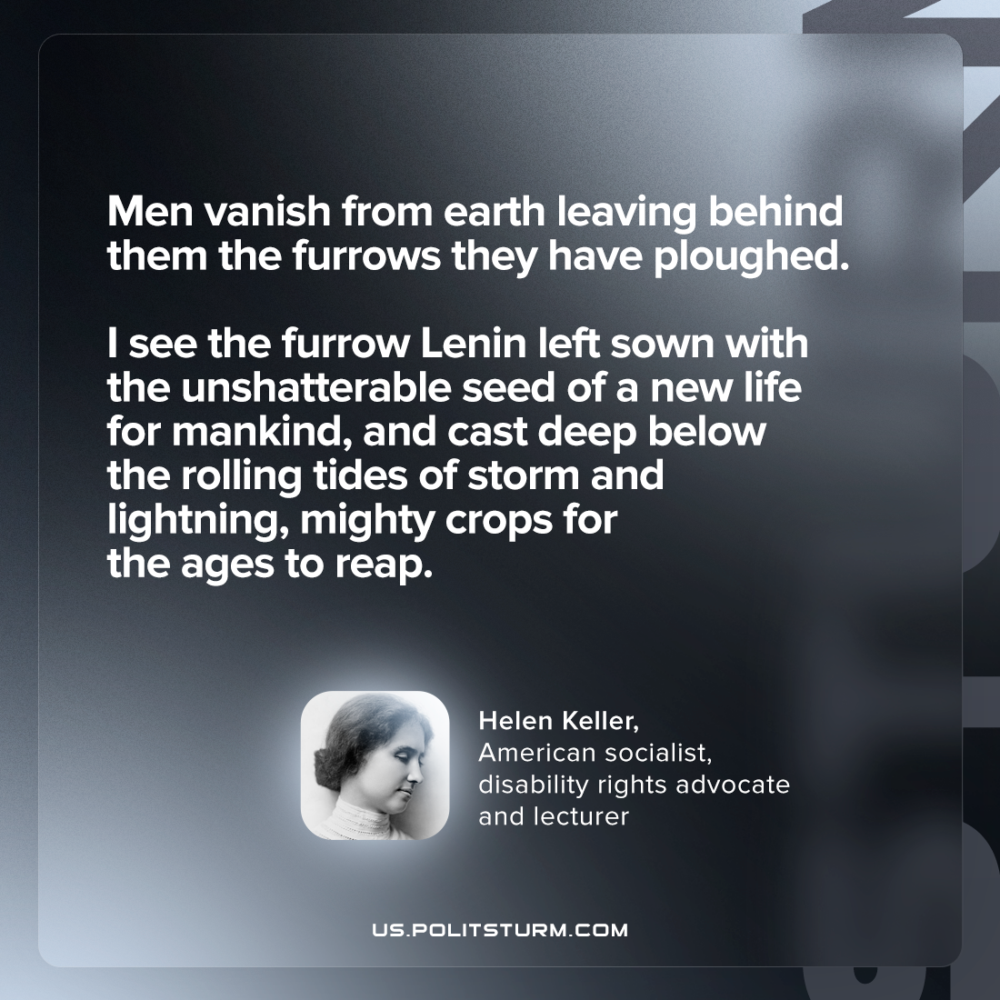 Men vanish from earth leaving behind
them the furrows they have ploughed.
I see the furrow Lenin left sown with
the unshatterable seed of a new life
for mankind, and cast deep below
the rolling tides of storm and
lightning, mighty crops for
the ages to reap.
Helen Keller,
American socialist,
disability rights advocate
and lecturer
US.POLITSTURM.COM